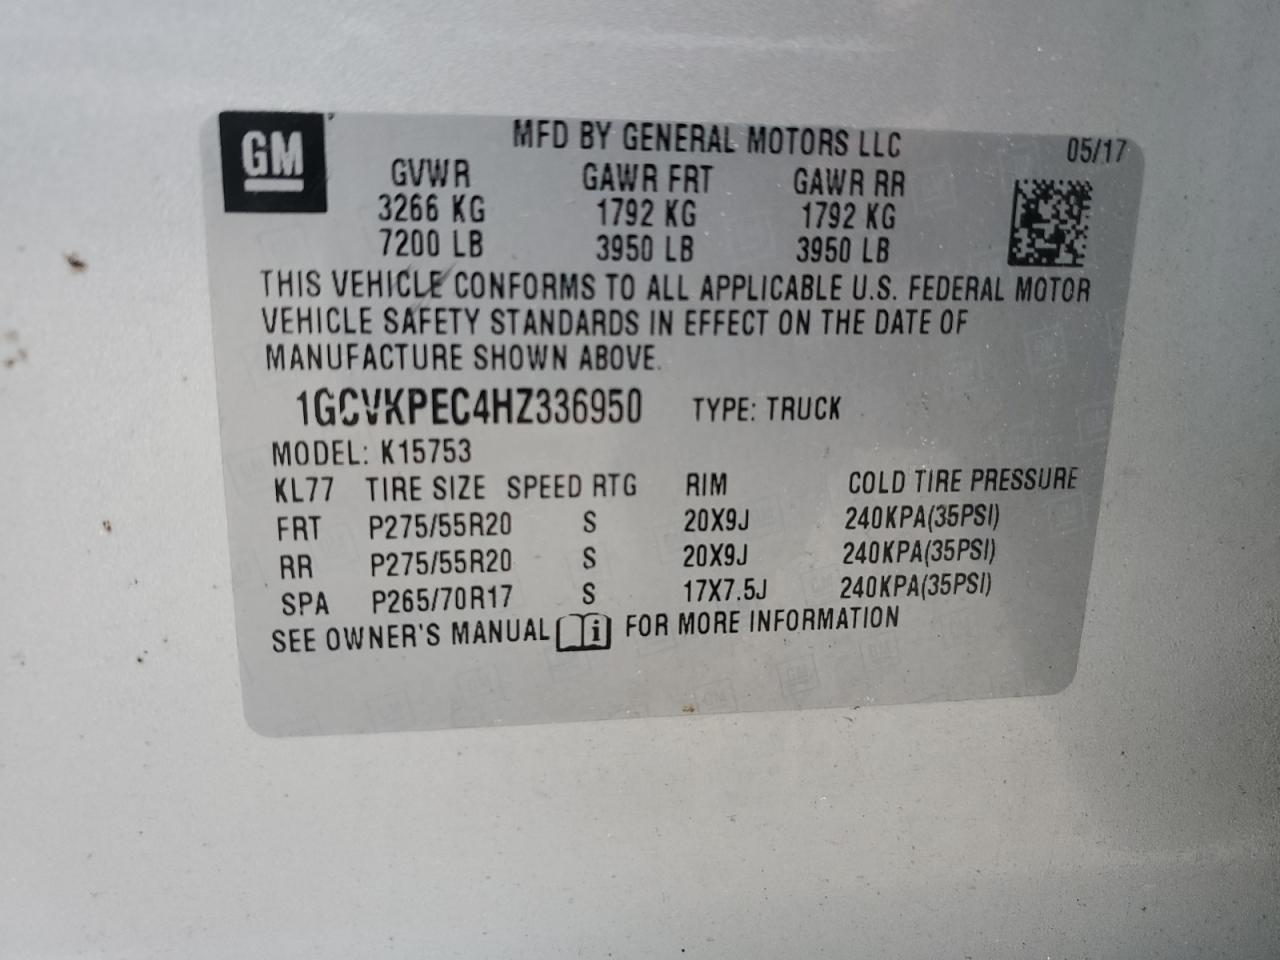 GM
MFD BY GENERAL MOTORS LLC 05/17
GVWR GAWR FRT GAWR RR
3266 KG 1792 KG 1792 KG
7200 LB 3950 LB 3950 LB
THIS VEHICLE CONFORMS TO ALL APPLICABLE U.S. FEDERAL MOTOR
VEHICLE SAFETY STANDARDS IN EFFECT ON THE DATE OF
MANUFACTURE SHOWN ABOVE.
1GCVKPEC4HZ336950 TYPE: TRUCK
MODEL: K15753
KL77 TIRE SIZE SPEED RTG RIM COLD TIRE PRESSURE
FRT P275/55R20 S 20X9J 240KPA(35PSI)
RR P275/55R20 S 20X9J 240KPA(35PSI)
SPA P265/70R17 S 17X7.5J 240KPA(35PSI)
SEE OWNER'S MANUAL i FOR MORE INFORMATION